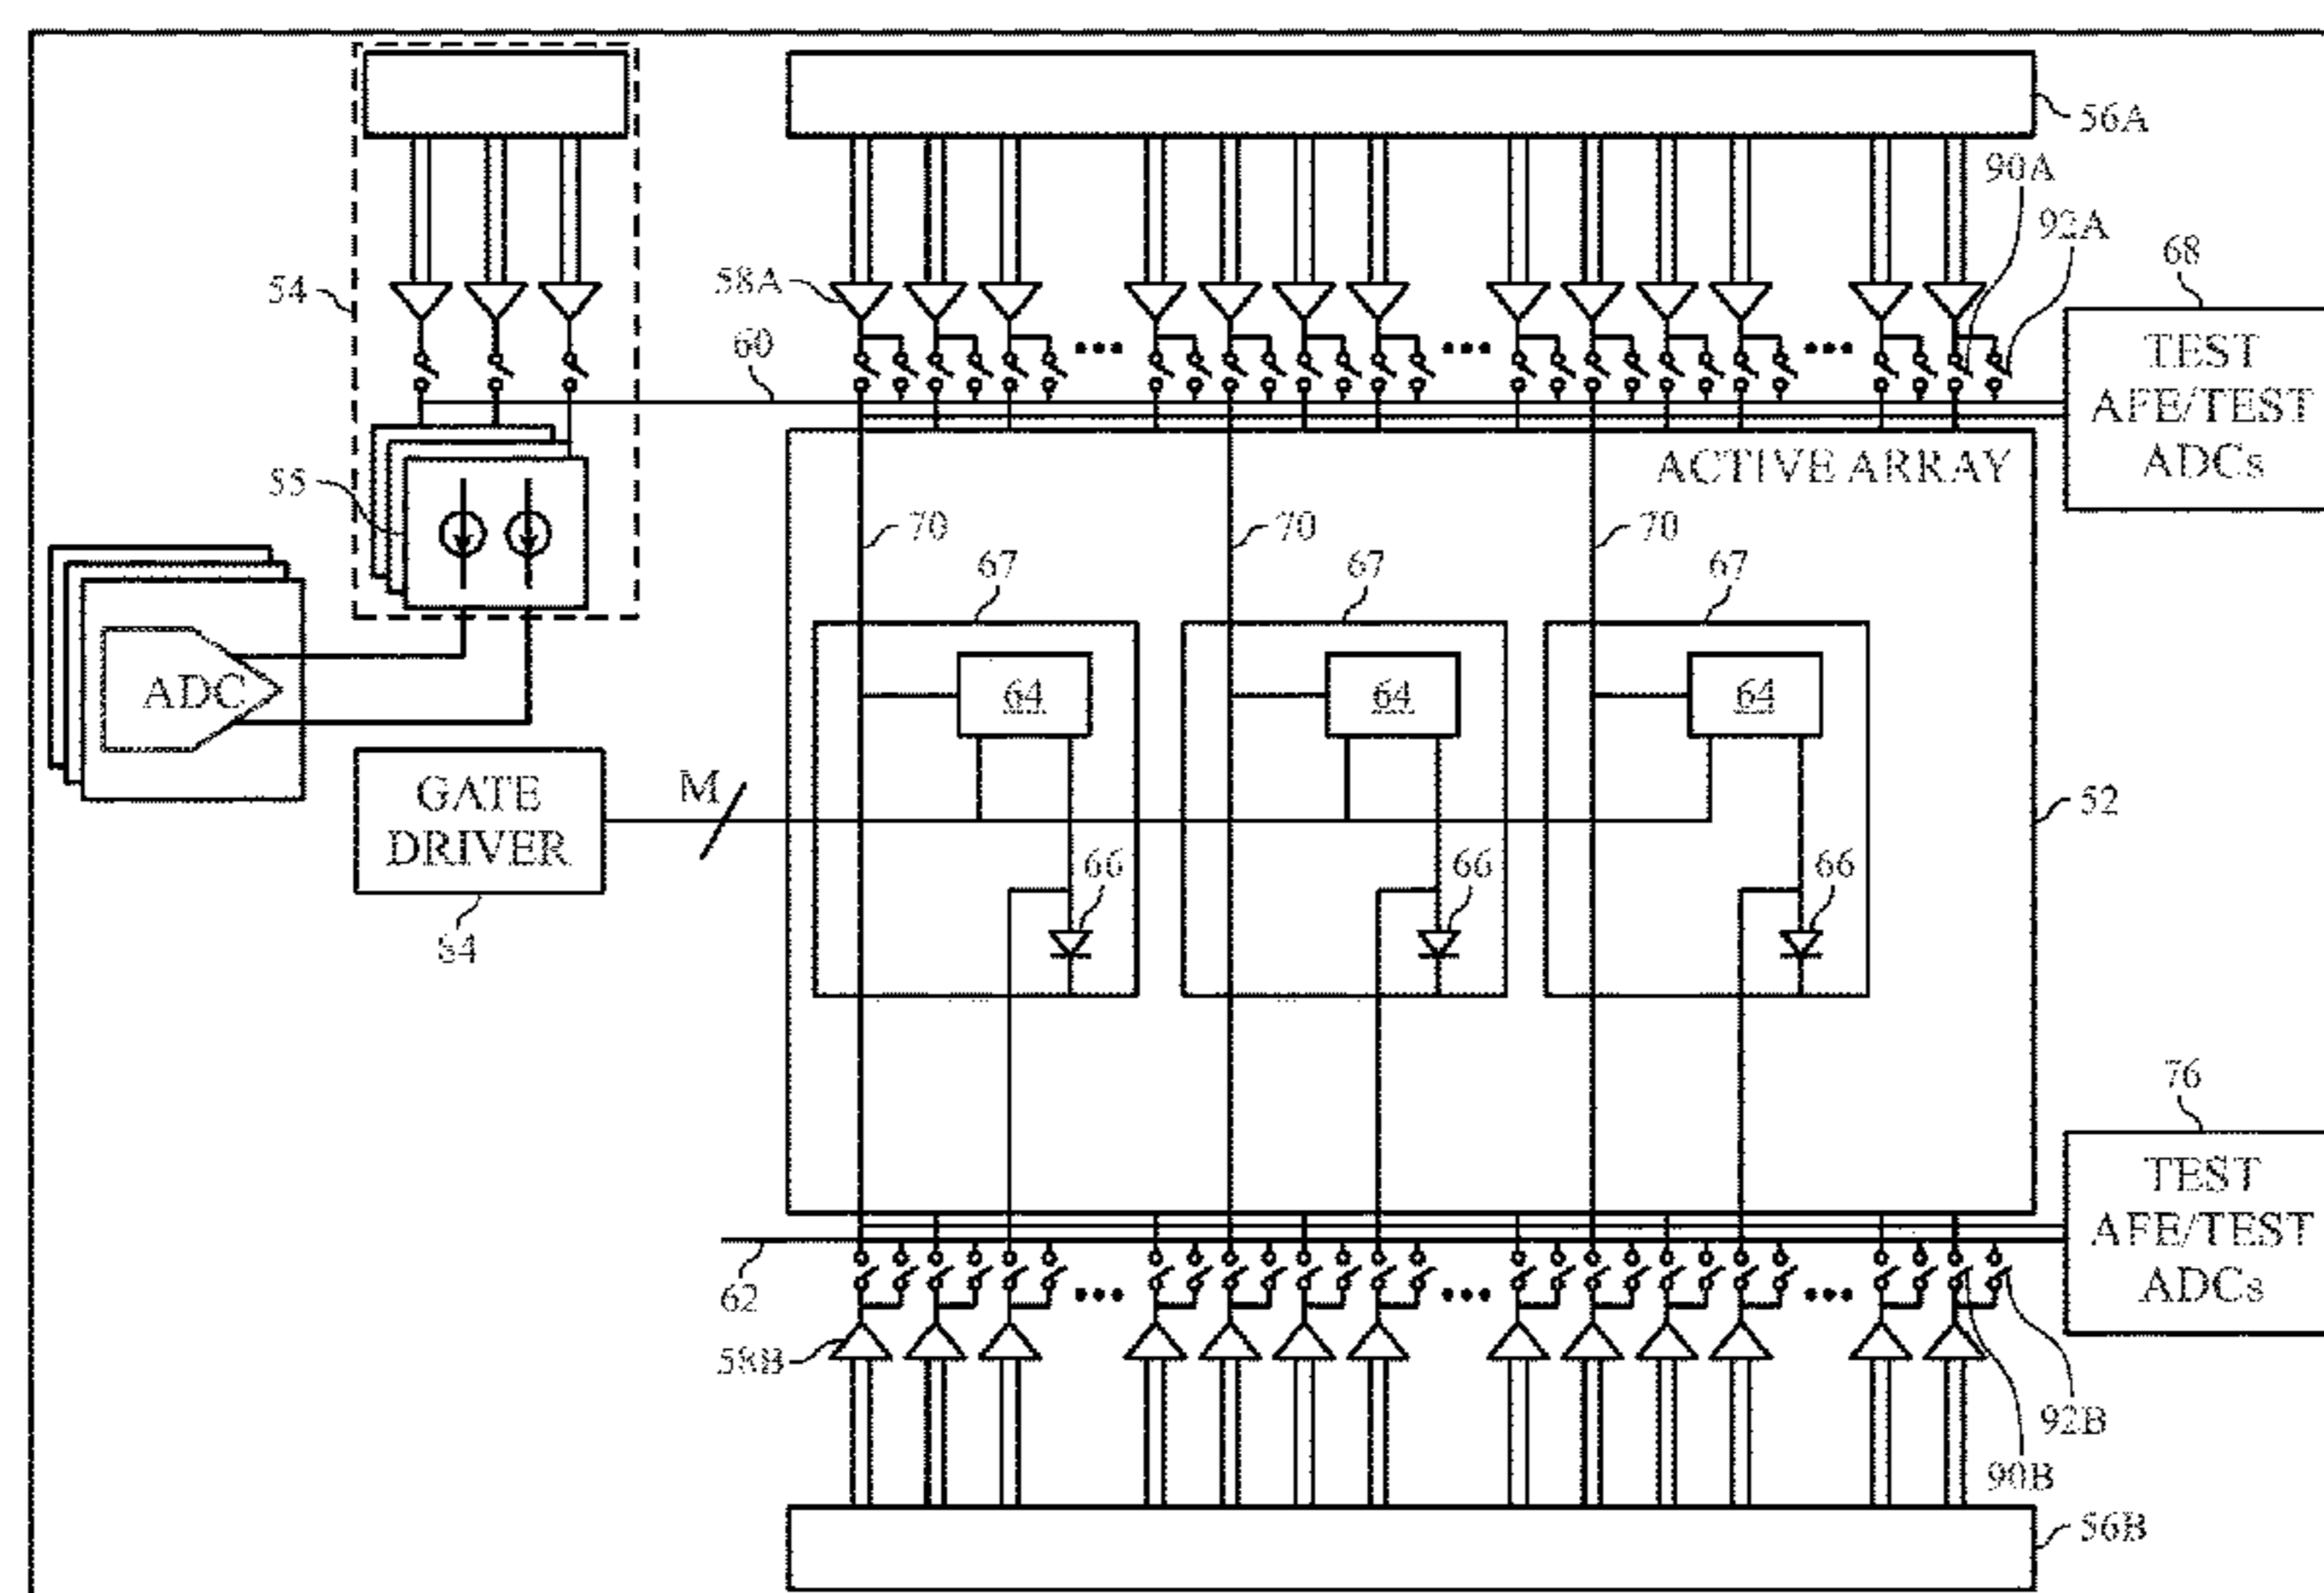 56A
90A
92A
54
58A
68
60
TEST
AFE/TEST
ADCs
ACTIVE ARRAY
55
70
70
70
67
67
67
ADC
64
64
64
GATE
DRIVER
M
52
66
66
66
84
76
TEST
AFE/TEST
ADCs
62
58B
92B
90B
56B